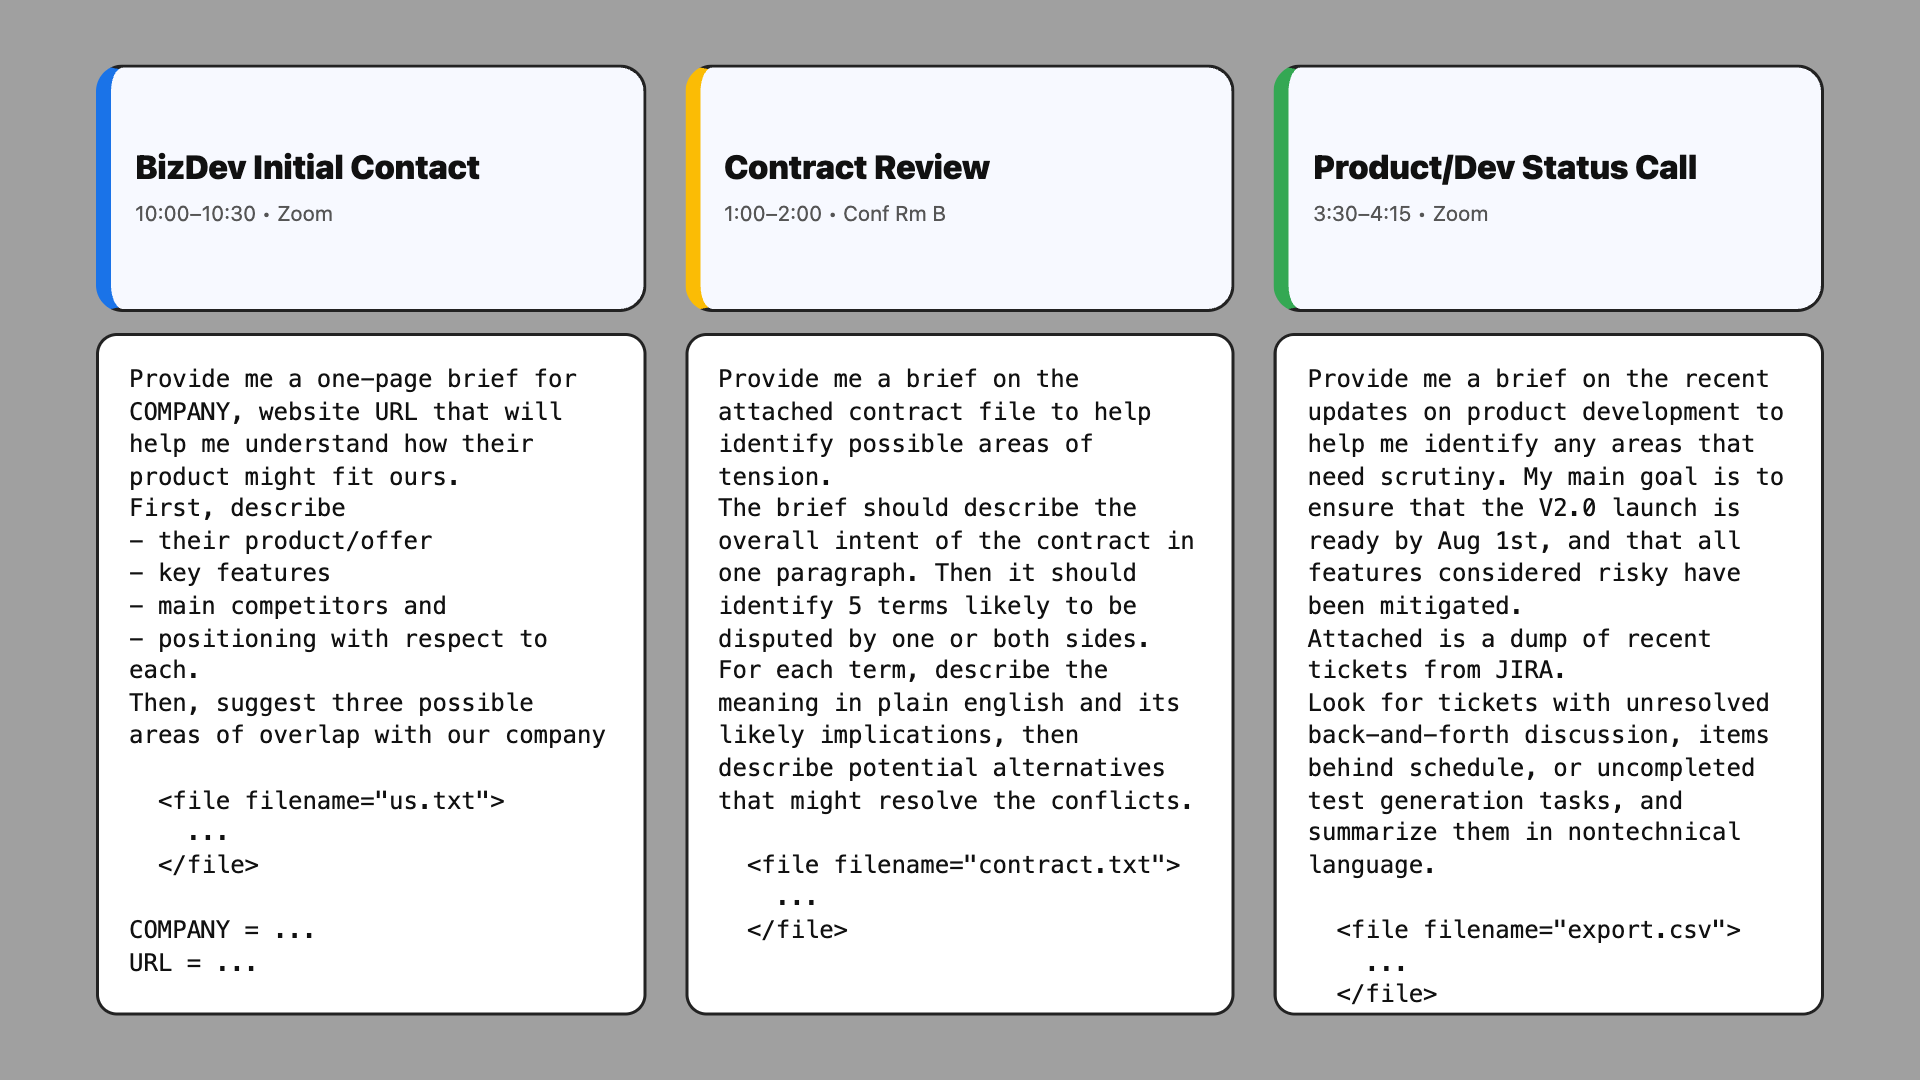 BizDev Initial Contact
10:00–10:30 • Zoom
Provide me a one–page brief for
COMPANY, website URL that will
help me understand how their
product might fit ours.
First, describe
– their product/offer
– key features
– main competitors and
– positioning with respect to
each.
Then, suggest three possible
areas of overlap with our company
<file filename="us.txt">
...
</file>
COMPANY = ...
URL = ...
Contract Review
1:00–2:00 • Conf Rm B
Provide me a brief on the
attached contract file to help
identify possible areas of
tension.
The brief should describe the
overall intent of the contract in
one paragraph. Then it should
identify 5 terms likely to be
disputed by one or both sides.
For each term, describe the
meaning in plain english and its
likely implications, then
describe potential alternatives
that might resolve the conflicts.
<file filename="contract.txt">
...
</file>
Product/Dev Status Call
3:30–4:15 • Zoom
Provide me a brief on the recent
updates on product development to
help me identify any areas that
need scrutiny. My main goal is to
ensure that the V2.0 launch is
ready by Aug 1st, and that all
features considered risky have
been mitigated.
Attached is a dump of recent
tickets from JIRA.
Look for tickets with unresolved
back–and–forth discussion, items
behind schedule, or uncompleted
test generation tasks, and
summarize them in nontechnical
language.
<file filename="export.csv">
...
</file>